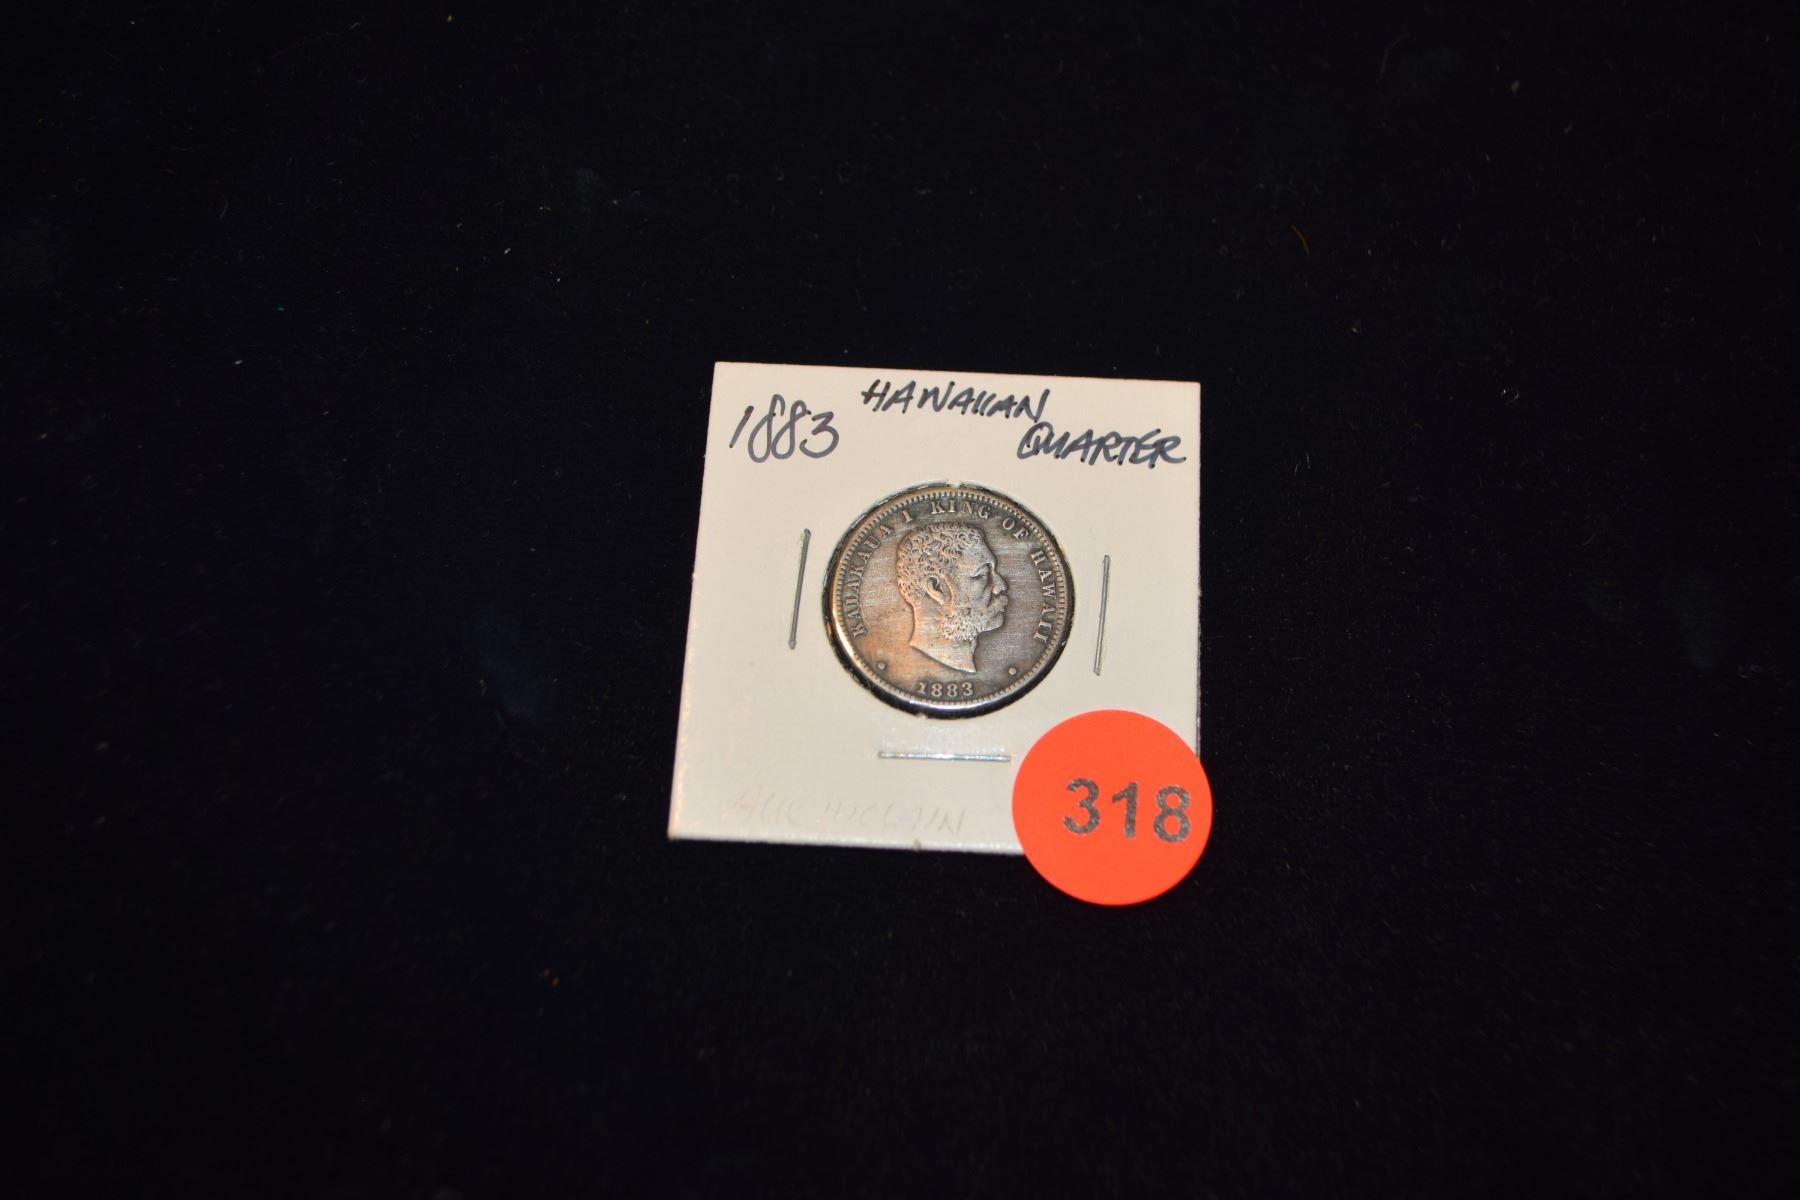 HAWAIIAN
1883 QUARTER
KALAKAUA I KING OF HAWAII
1883
318